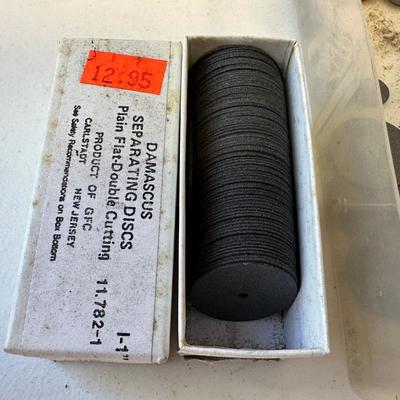 12.95
DAMASCUS
SEPARATING DISCS
Plain Flat-Double Cutting
PRODUCT OF GFC
CARLSTADT NEW JERSEY
See Safety Recommendations on Box Bottom
I-1"
11.782-1